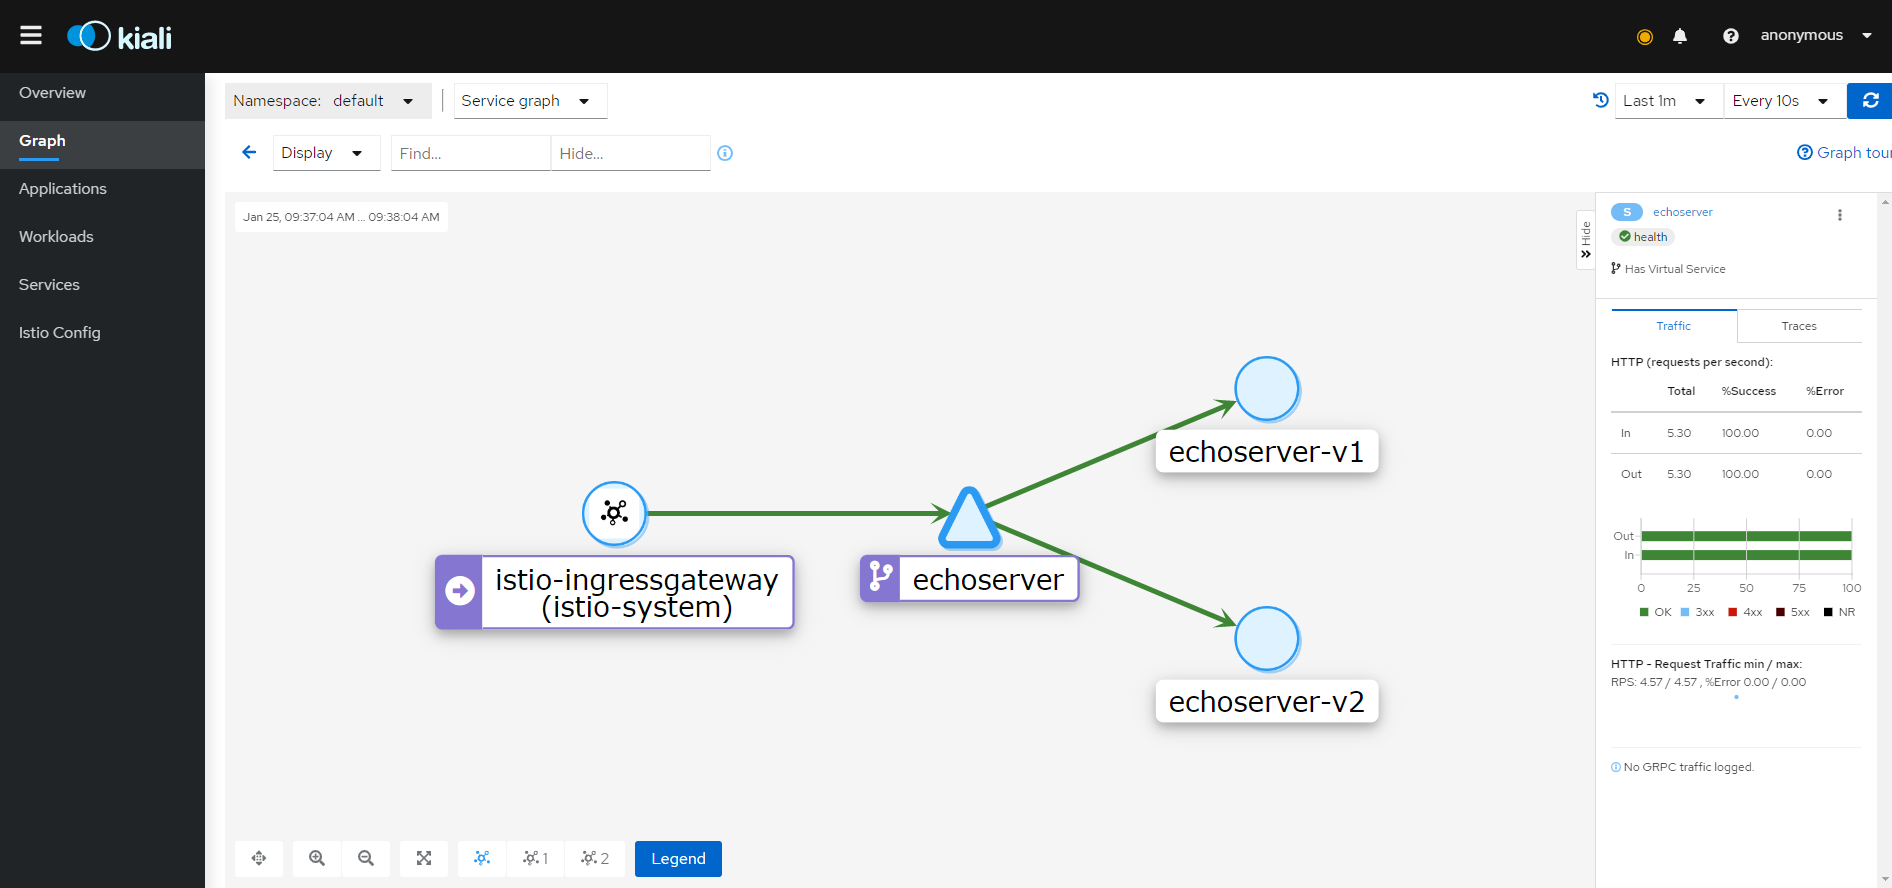 kiali
anonymous
Overview
Graph
Applications
Workloads
Services
Istio Config
Namespace: default
Service graph
Last 1m
Every 10s
Display
Find...
Hide...
Graph tour
Jan 25, 09:37:04 AM ... 09:38:04 AM
Hide
istio-ingressgateway
(istio-system)
echoserver
echoserver-v1
echoserver-v2
1
2
Legend
S echoserver
health
Has Virtual Service
Traffic Traces
HTTP (requests per second):
Total %Success %Error
In 5.30 100.00 0.00
Out 5.30 100.00 0.00
Out
In
0 25 50 75 100
OK 3xx 4xx 5xx NR
HTTP - Request Traffic min / max:
RPS: 4.57 / 4.57 , %Error 0.00 / 0.00
No GRPC traffic logged.